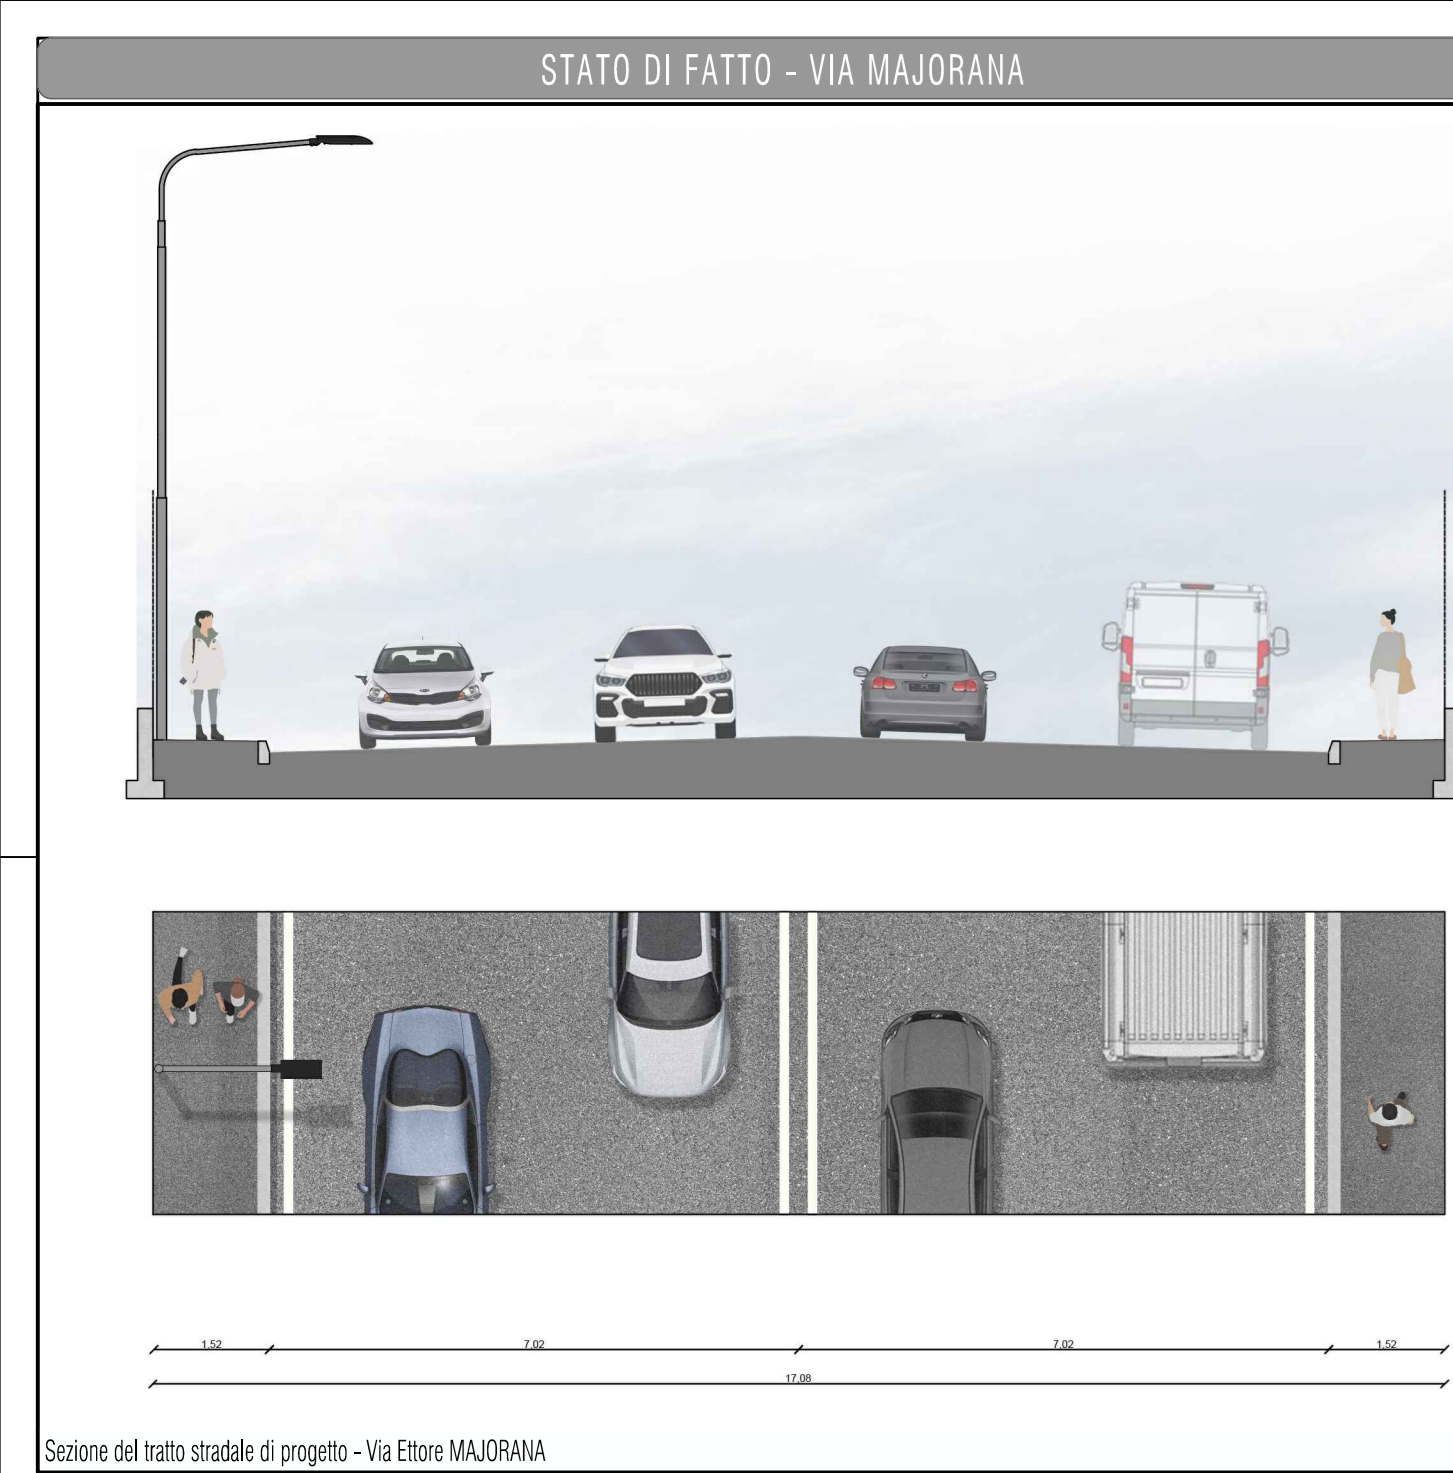 STATO DI FATTO - VIA MAJORANA
1,52 7,02 7,02 1,52
17,08
Sezione del tratto stradale di progetto - Via Ettore MAJORANA